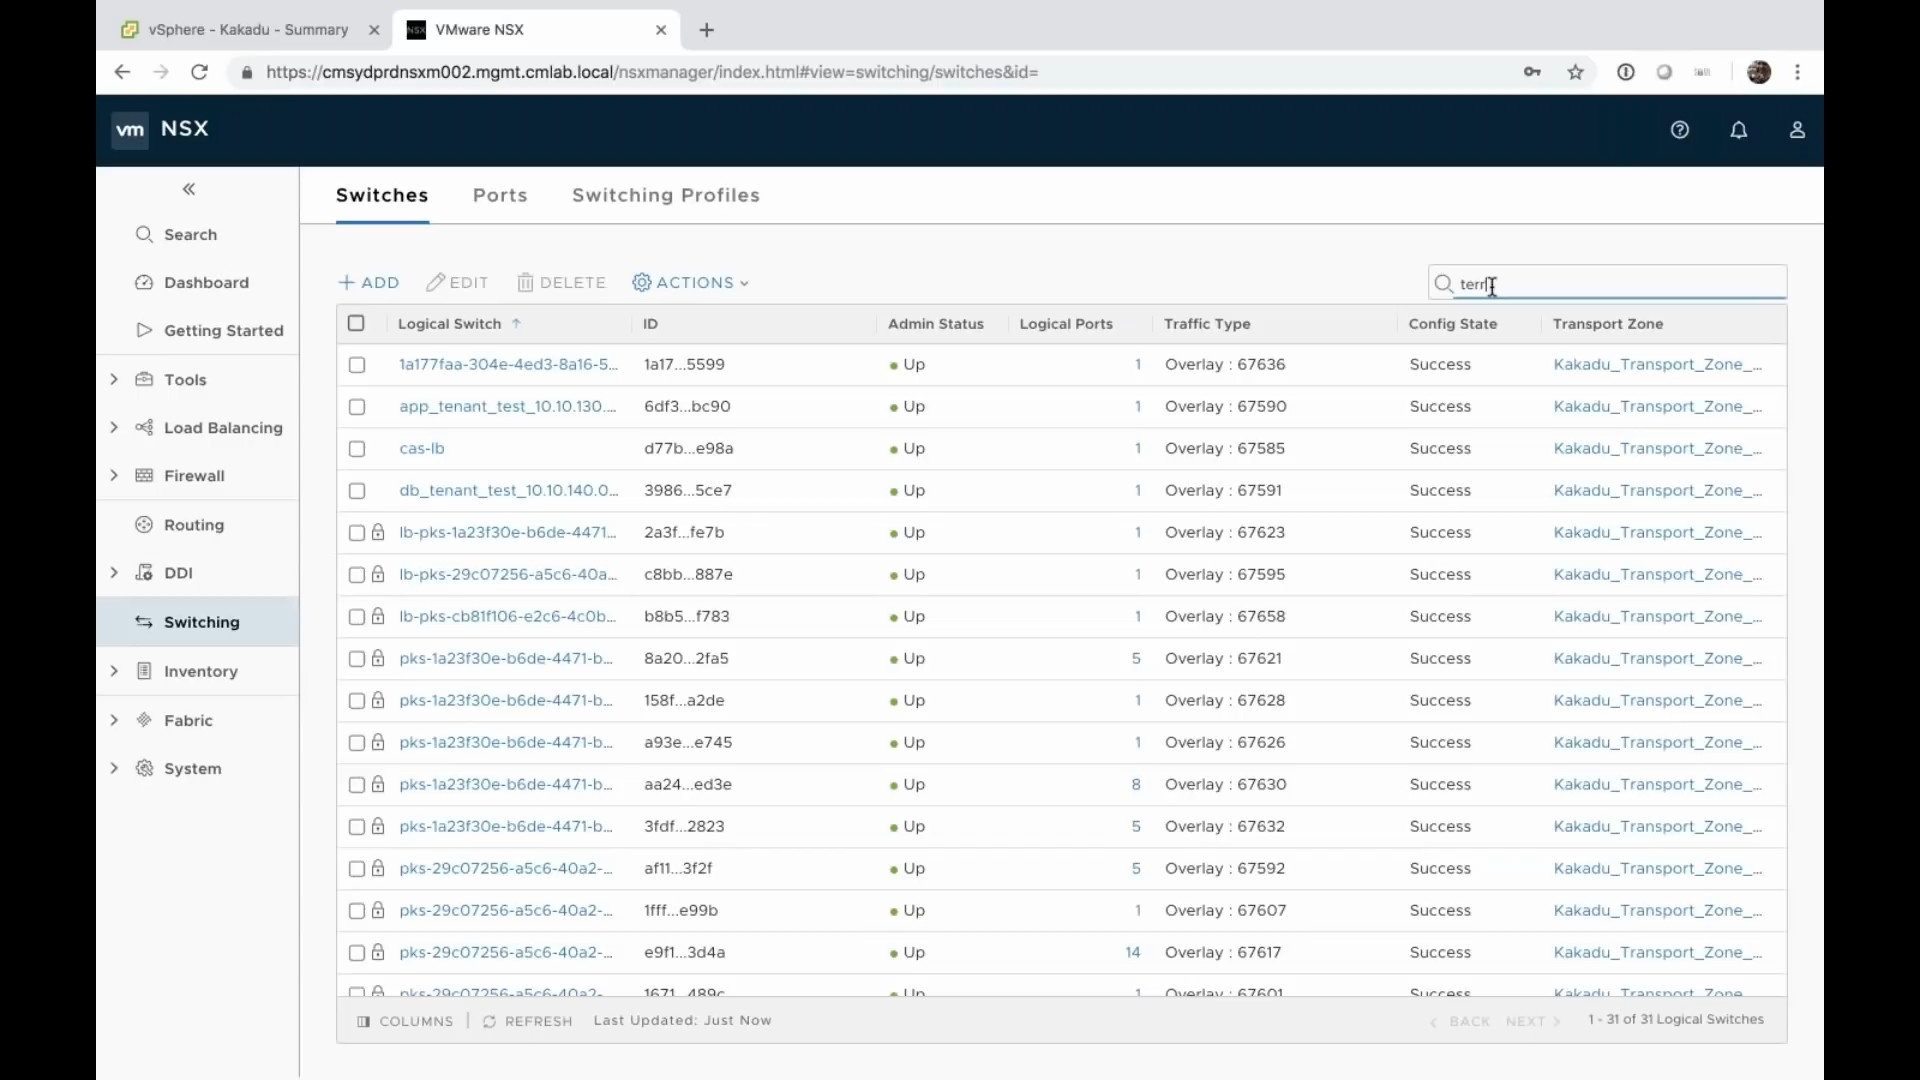 vSphere - Kakadu - Summary
VMware NSX
https://cmsydprdnsxm002.mgmt.cmlab.local/nsxmanager/index.html#view=switching/switches&id=
vm NSX
Search
Dashboard
Getting Started
Tools
Load Balancing
Firewall
Routing
DDI
Switching
Inventory
Fabric
System
Switches Ports Switching Profiles
ADD EDIT DELETE ACTIONS
terr
Logical Switch ID Admin Status Logical Ports Traffic Type Config State Transport Zone
1a177faa-304e-4ed3-8a16-5... 1a17...5599 Up 1 Overlay : 67636 Success Kakadu_Transport_Zone_...
app_tenant_test_10.10.130.... 6df3...bc90 Up 1 Overlay : 67590 Success Kakadu_Transport_Zone_...
cas-lb d77b...e98a Up 1 Overlay : 67585 Success Kakadu_Transport_Zone_...
db_tenant_test_10.10.140.0... 3986...5ce7 Up 1 Overlay : 67591 Success Kakadu_Transport_Zone_...
lb-pks-1a23f30e-b6de-4471... 2a3f...fe7b Up 1 Overlay : 67623 Success Kakadu_Transport_Zone_...
lb-pks-29c07256-a5c6-40a... c8bb...887e Up 1 Overlay : 67595 Success Kakadu_Transport_Zone_...
lb-pks-cb81f106-e2c6-4c0b... b8b5...f783 Up 1 Overlay : 67658 Success Kakadu_Transport_Zone_...
pks-1a23f30e-b6de-4471-b... 8a20...2fa5 Up 5 Overlay : 67621 Success Kakadu_Transport_Zone_...
pks-1a23f30e-b6de-4471-b... 158f...a2de Up 1 Overlay : 67628 Success Kakadu_Transport_Zone_...
pks-1a23f30e-b6de-4471-b... a93e...e745 Up 1 Overlay : 67626 Success Kakadu_Transport_Zone_...
pks-1a23f30e-b6de-4471-b... aa24...ed3e Up 8 Overlay : 67630 Success Kakadu_Transport_Zone_...
pks-1a23f30e-b6de-4471-b... 3fdf...2823 Up 5 Overlay : 67632 Success Kakadu_Transport_Zone_...
pks-29c07256-a5c6-40a2-... af11...3f2f Up 5 Overlay : 67592 Success Kakadu_Transport_Zone_...
pks-29c07256-a5c6-40a2-... 1fff...e99b Up 1 Overlay : 67607 Success Kakadu_Transport_Zone_...
pks-29c07256-a5c6-40a2-... e9f1...3d4a Up 14 Overlay : 67617 Success Kakadu_Transport_Zone_...
pks-29c07256-a5c6-40a2-... 1671...489c Up 1 Overlay : 67601 Success Kakadu_Transport_Zone_...
COLUMNS | REFRESH Last Updated: Just Now BACK NEXT 1 - 31 of 31 Logical Switches